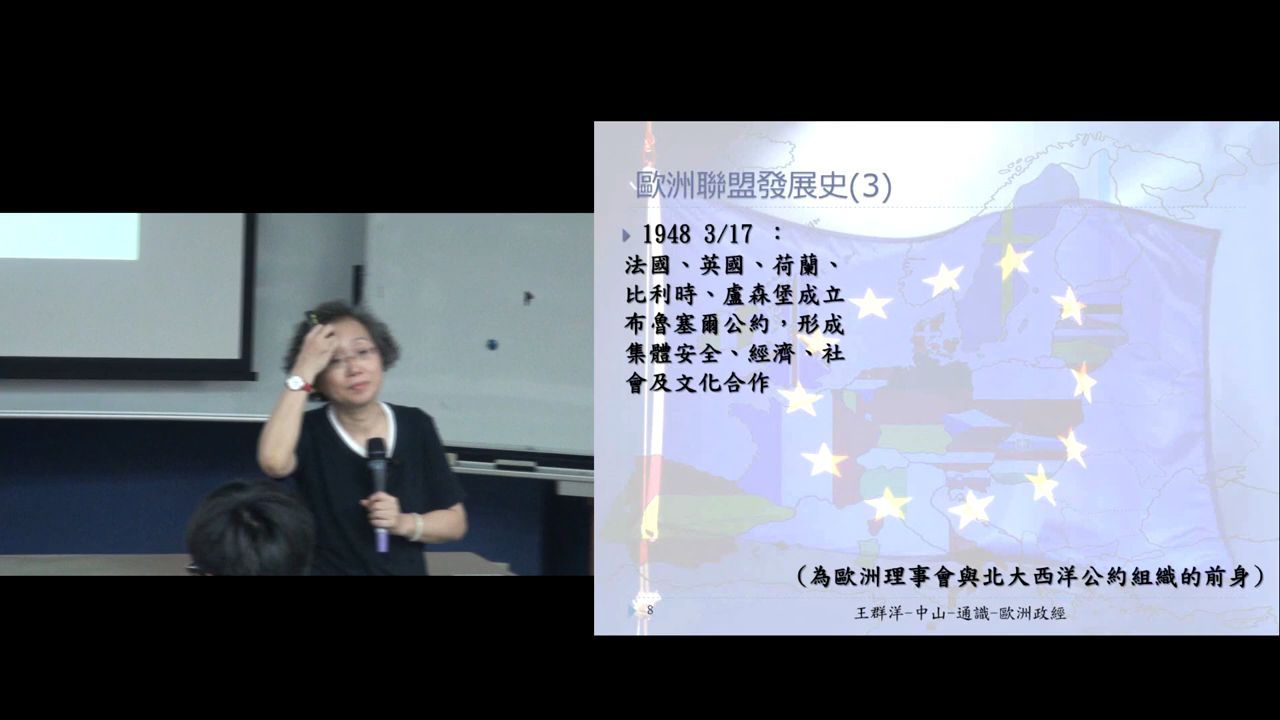 歐洲聯盟發展史(3)
1948 3/17 ：
法國、英國、荷蘭、
比利時、盧森堡成立
布魯塞爾公約，形成
集體安全、經濟、社
會及文化合作
(為歐洲理事會與北大西洋公約組織的前身)
8
王群洋-中山-通識-歐洲政經